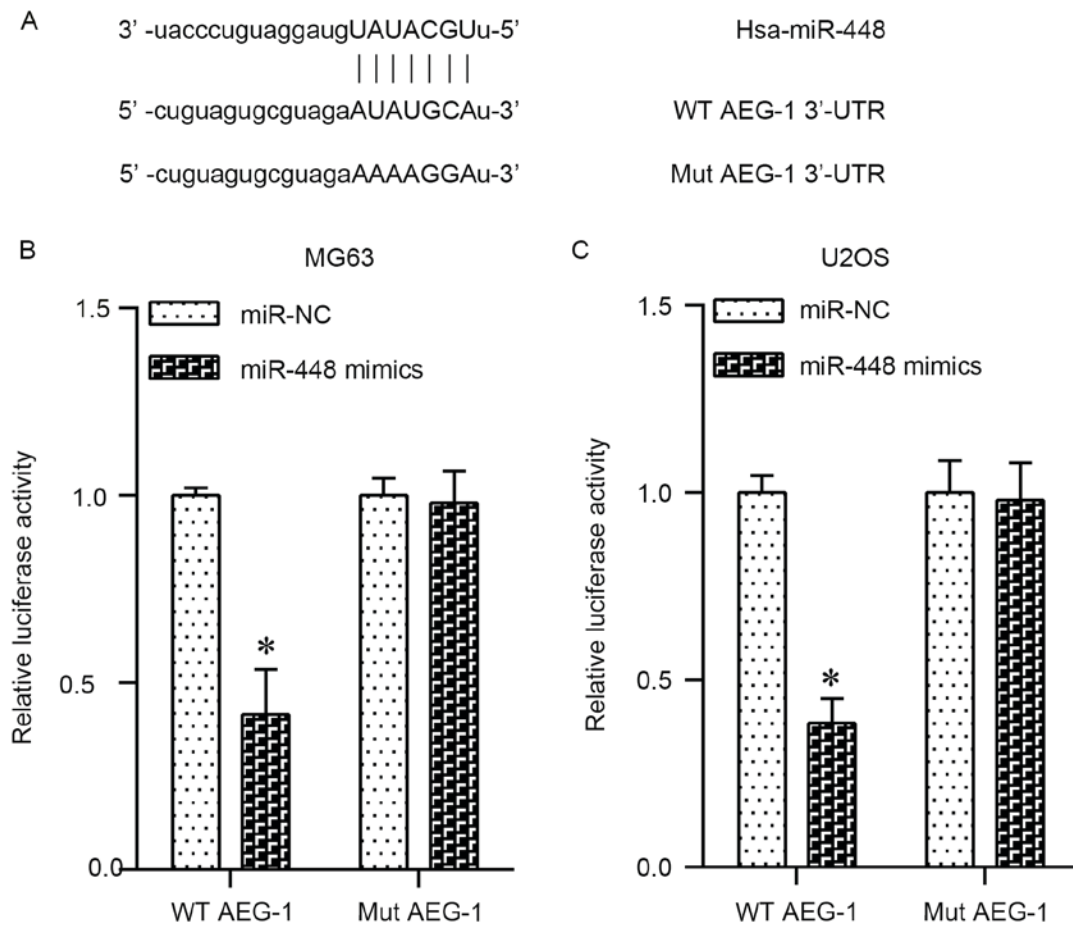 A
3’ -uacccuguaggaugUAUACGUu-5’ Hsa-miR-448
5’ -cuguagugcguagaAUAUGCAu-3’ WT AEG-1 3’-UTR
5’ -cuguagugcguagaAAAAGGAu-3’ Mut AEG-1 3’-UTR
B MG63
1.5
miR-NC
miR-448 mimics
Relative luciferase activity
1.0
*
0.5
0.0
WT AEG-1 Mut AEG-1
C U2OS
1.5
miR-NC
miR-448 mimics
Relative luciferase activity
1.0
*
0.5
0.0
WT AEG-1 Mut AEG-1